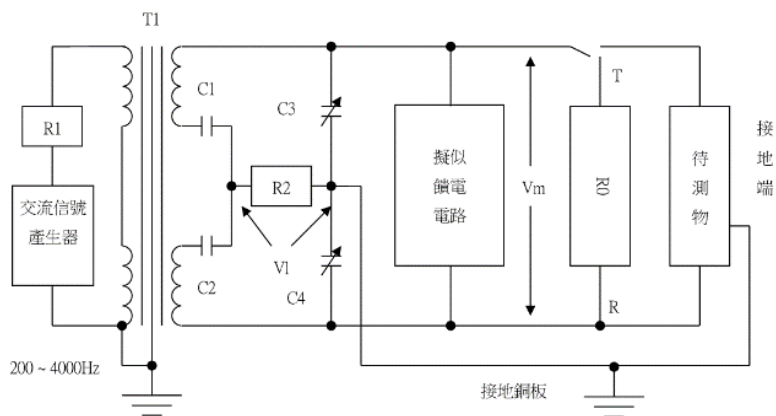 T1
C1
C3
R1
R2
交流信號
產生器
擬似
饋電
電路
Vm
T
R0
待
測
物
接
地
端
C2
V1
C4
R
200 ~ 4000Hz
接地銅板